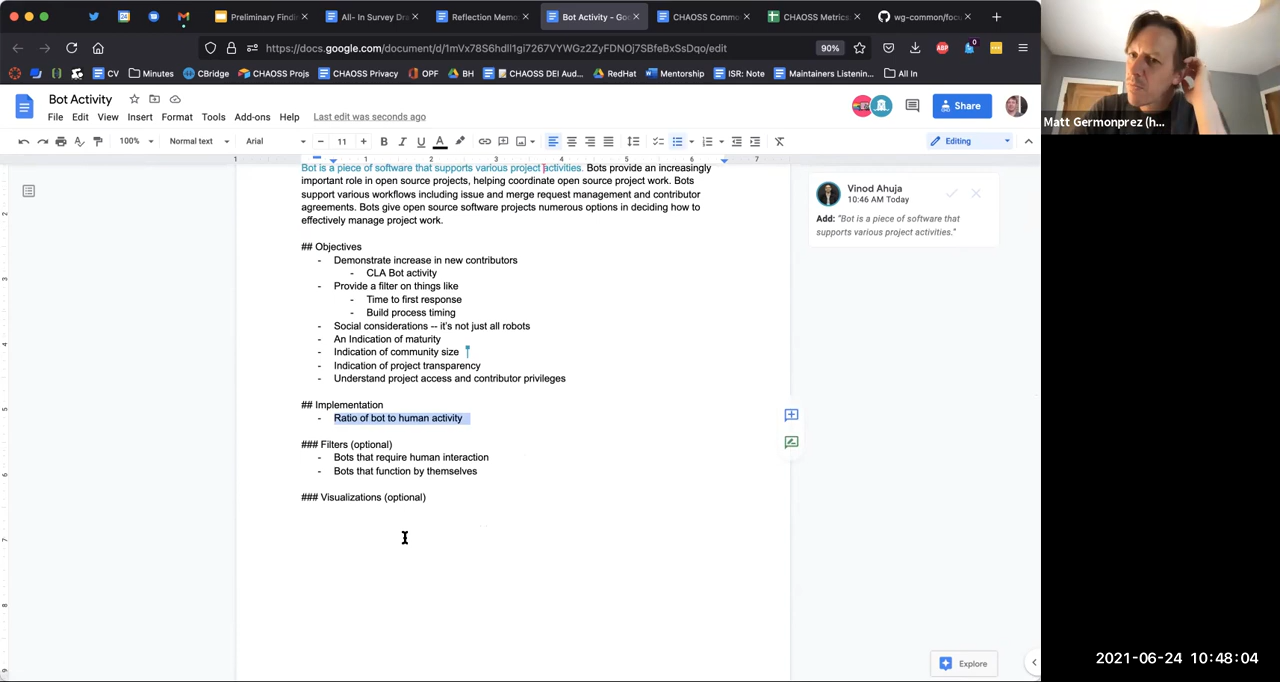 Preliminary Findi
All- In Survey Dra
Reflection Memo
Bot Activity - Goo
CHAOSS Commo
CHAOSS Metrics
wg-common/focu
https://docs.google.com/document/d/1mVx78S6hdlI1gi7267VYWGz2ZyFDNOj7SBfeBxSsDqo/edit
90%
CV
Minutes
CBridge
CHAOSS Projs
CHAOSS Privacy
OPF
BH
CHAOSS DEI Aud...
RedHat
Mentorship
ISR: Note
Maintainers Listenin...
All In
Bot Activity
File Edit View Insert Format Tools Add-ons Help
Last edit was seconds ago
Share
100%
Normal text
Arial
11
Editing
Bot is a piece of software that supports various project activities. Bots provide an increasingly
important role in open source projects, helping coordinate open source project work. Bots
support various workflows including issue and merge request management and contributor
agreements. Bots give open source software projects numerous options in deciding how to
effectively manage project work.
## Objectives
- Demonstrate increase in new contributors
- CLA Bot activity
- Provide a filter on things like
- Time to first response
- Build process timing
- Social considerations -- it's not just all robots
- An Indication of maturity
- Indication of community size
- Indication of project transparency
- Understand project access and contributor privileges
## Implementation
- Ratio of bot to human activity
### Filters (optional)
- Bots that require human interaction
- Bots that function by themselves
### Visualizations (optional)
Vinod Ahuja
10:46 AM Today
Add: "Bot is a piece of software that
supports various project activities."
Explore
Matt Germonprez (h...
2021-06-24 10:48:04